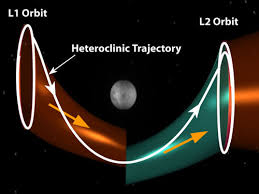 L1 Orbit
L2 Orbit
Heteroclinic Trajectory